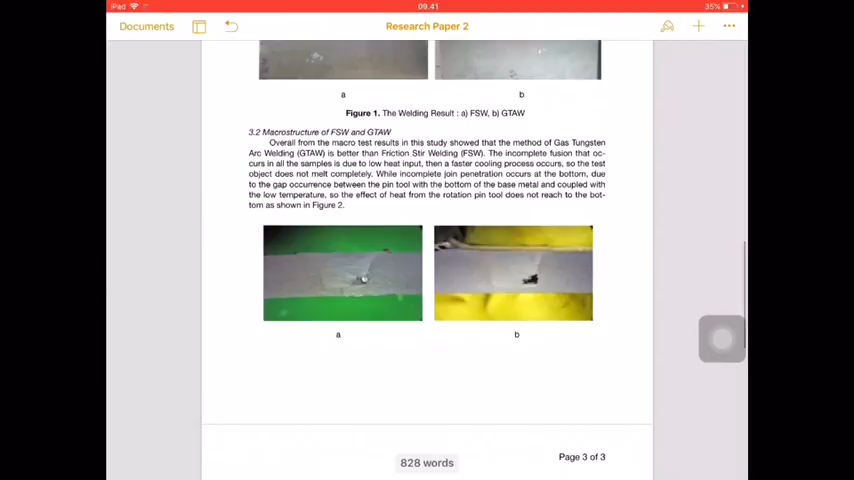 iPad 09.41 35%
Documents Research Paper 2
a b
Figure 1. The Welding Result : a) FSW, b) GTAW
3.2 Macrostructure of FSW and GTAW
Overall from the macro test results in this study showed that the method of Gas Tungsten
Arc Welding (GTAW) is better than Friction Stir Welding (FSW). The incomplete fusion that oc-
curs in all the samples is due to low heat input, then a faster cooling process occurs, so the test
object does not melt completely. While incomplete join penetration occurs at the bottom, due
to the gap occurrence between the pin tool with the bottom of the base metal and coupled with
the low temperature, so the effect of heat from the rotation pin tool does not reach to the bot-
tom as shown in Figure 2.
a b
828 words
Page 3 of 3